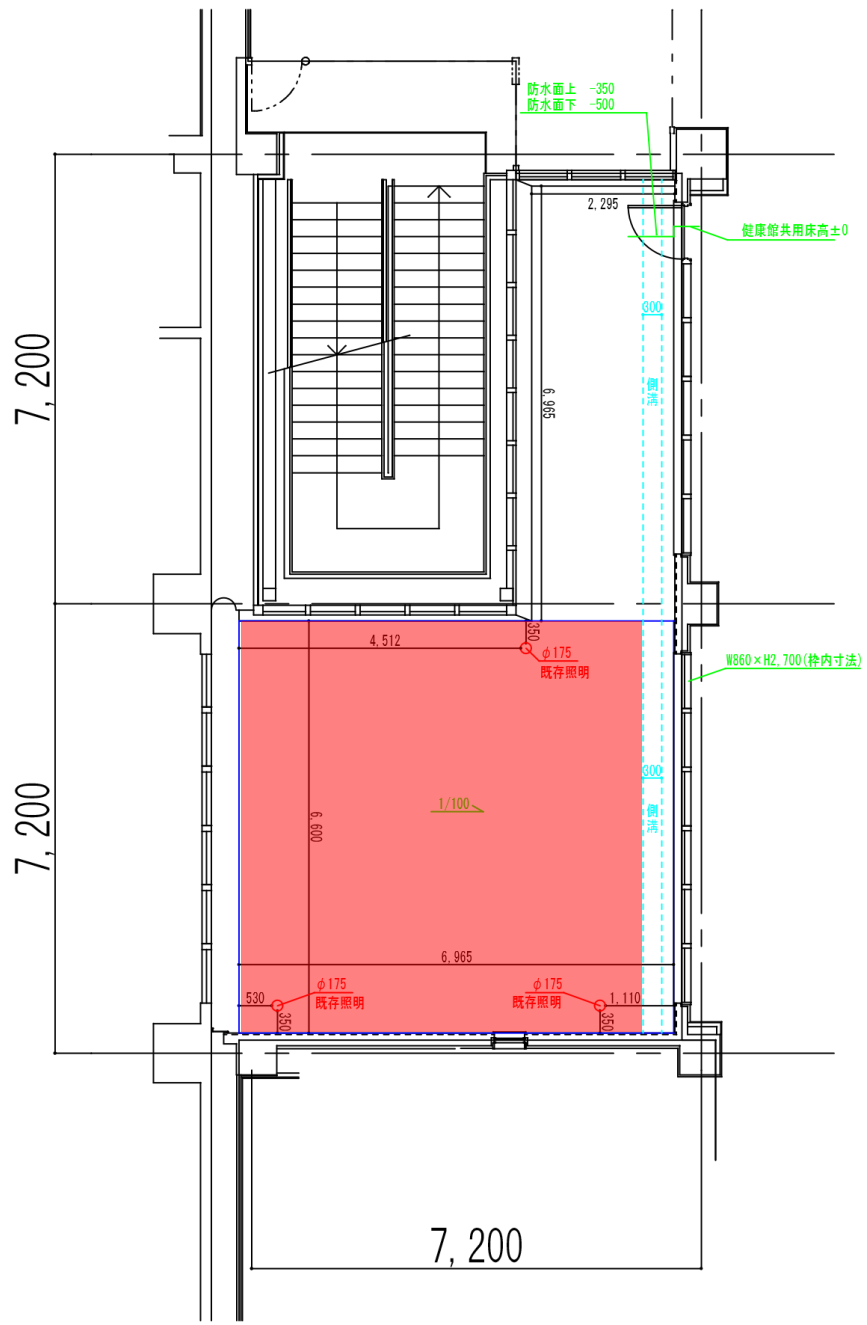 防水面上 -350
防水面下 -500
2,295
健康館共用床高±0
300
7,200
側溝
6,965
4,512
350
φ175
既存照明
W860×H2,700(枠内寸法)
300
1/100
側溝
6,600
7,200
6,965
φ175
既存照明
φ175
既存照明
530
1,110
350
350
7,200